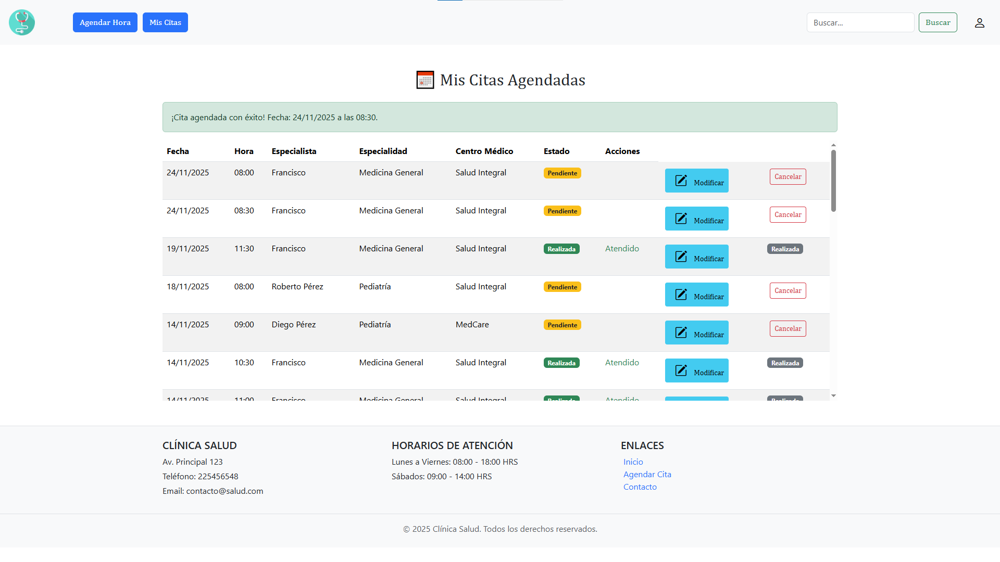 Agendar Hora Mis Citas Buscar... Buscar
Mis Citas Agendadas
¡Cita agendada con éxito! Fecha: 24/11/2025 a las 08:30.
Fecha Hora Especialista Especialidad Centro Médico Estado Acciones
24/11/2025 08:00 Francisco Medicina General Salud Integral Pendiente Modificar Cancelar
24/11/2025 08:30 Francisco Medicina General Salud Integral Pendiente Modificar Cancelar
19/11/2025 11:30 Francisco Medicina General Salud Integral Realizada Atendido Modificar Realizada
18/11/2025 08:00 Roberto Pérez Pediatría Salud Integral Pendiente Modificar Cancelar
14/11/2025 09:00 Diego Pérez Pediatría MedCare Pendiente Modificar Cancelar
14/11/2025 10:30 Francisco Medicina General Salud Integral Realizada Atendido Modificar Realizada
14/11/2025 11:00 Francisco Medicina General Salud Integral Realizada Atendido Realizada
CLÍNICA SALUD
Av. Principal 123
Teléfono: 225456548
Email: contacto@salud.com
HORARIOS DE ATENCIÓN
Lunes a Viernes: 08:00 - 18:00 HRS
Sábados: 09:00 - 14:00 HRS
ENLACES
Inicio
Agendar Cita
Contacto
© 2025 Clínica Salud. Todos los derechos reservados.